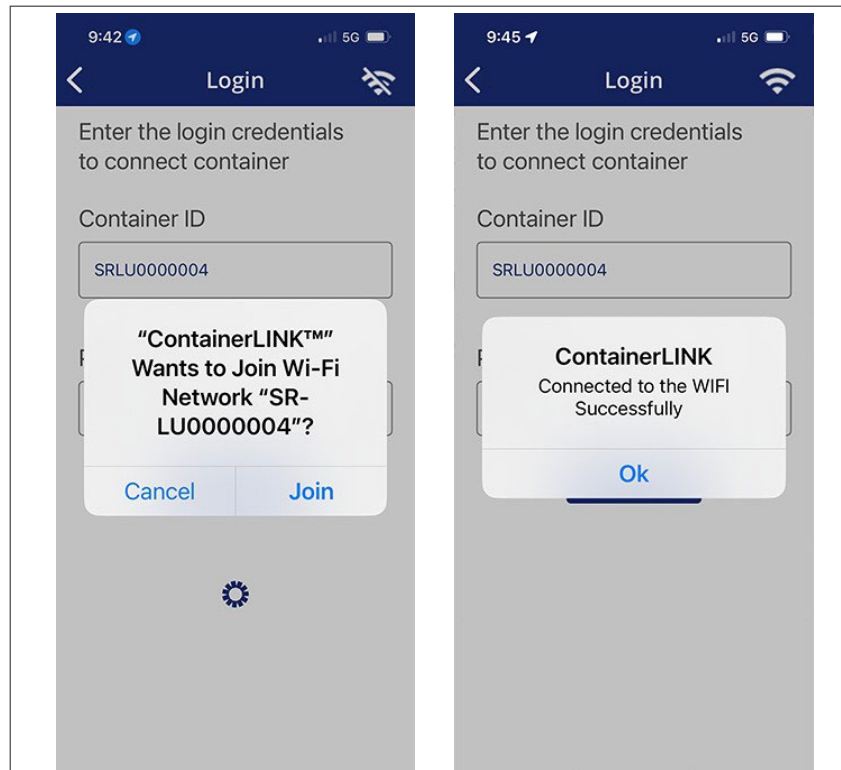 9:42
5G
Login
Enter the login credentials
to connect container
Container ID
SRLU0000004
"ContainerLINK™"
Wants to Join Wi-Fi
Network "SR-
LU0000004"?
Cancel
Join
9:45
5G
Login
Enter the login credentials
to connect container
Container ID
SRLU0000004
ContainerLINK
Connected to the WIFI
Successfully
Ok